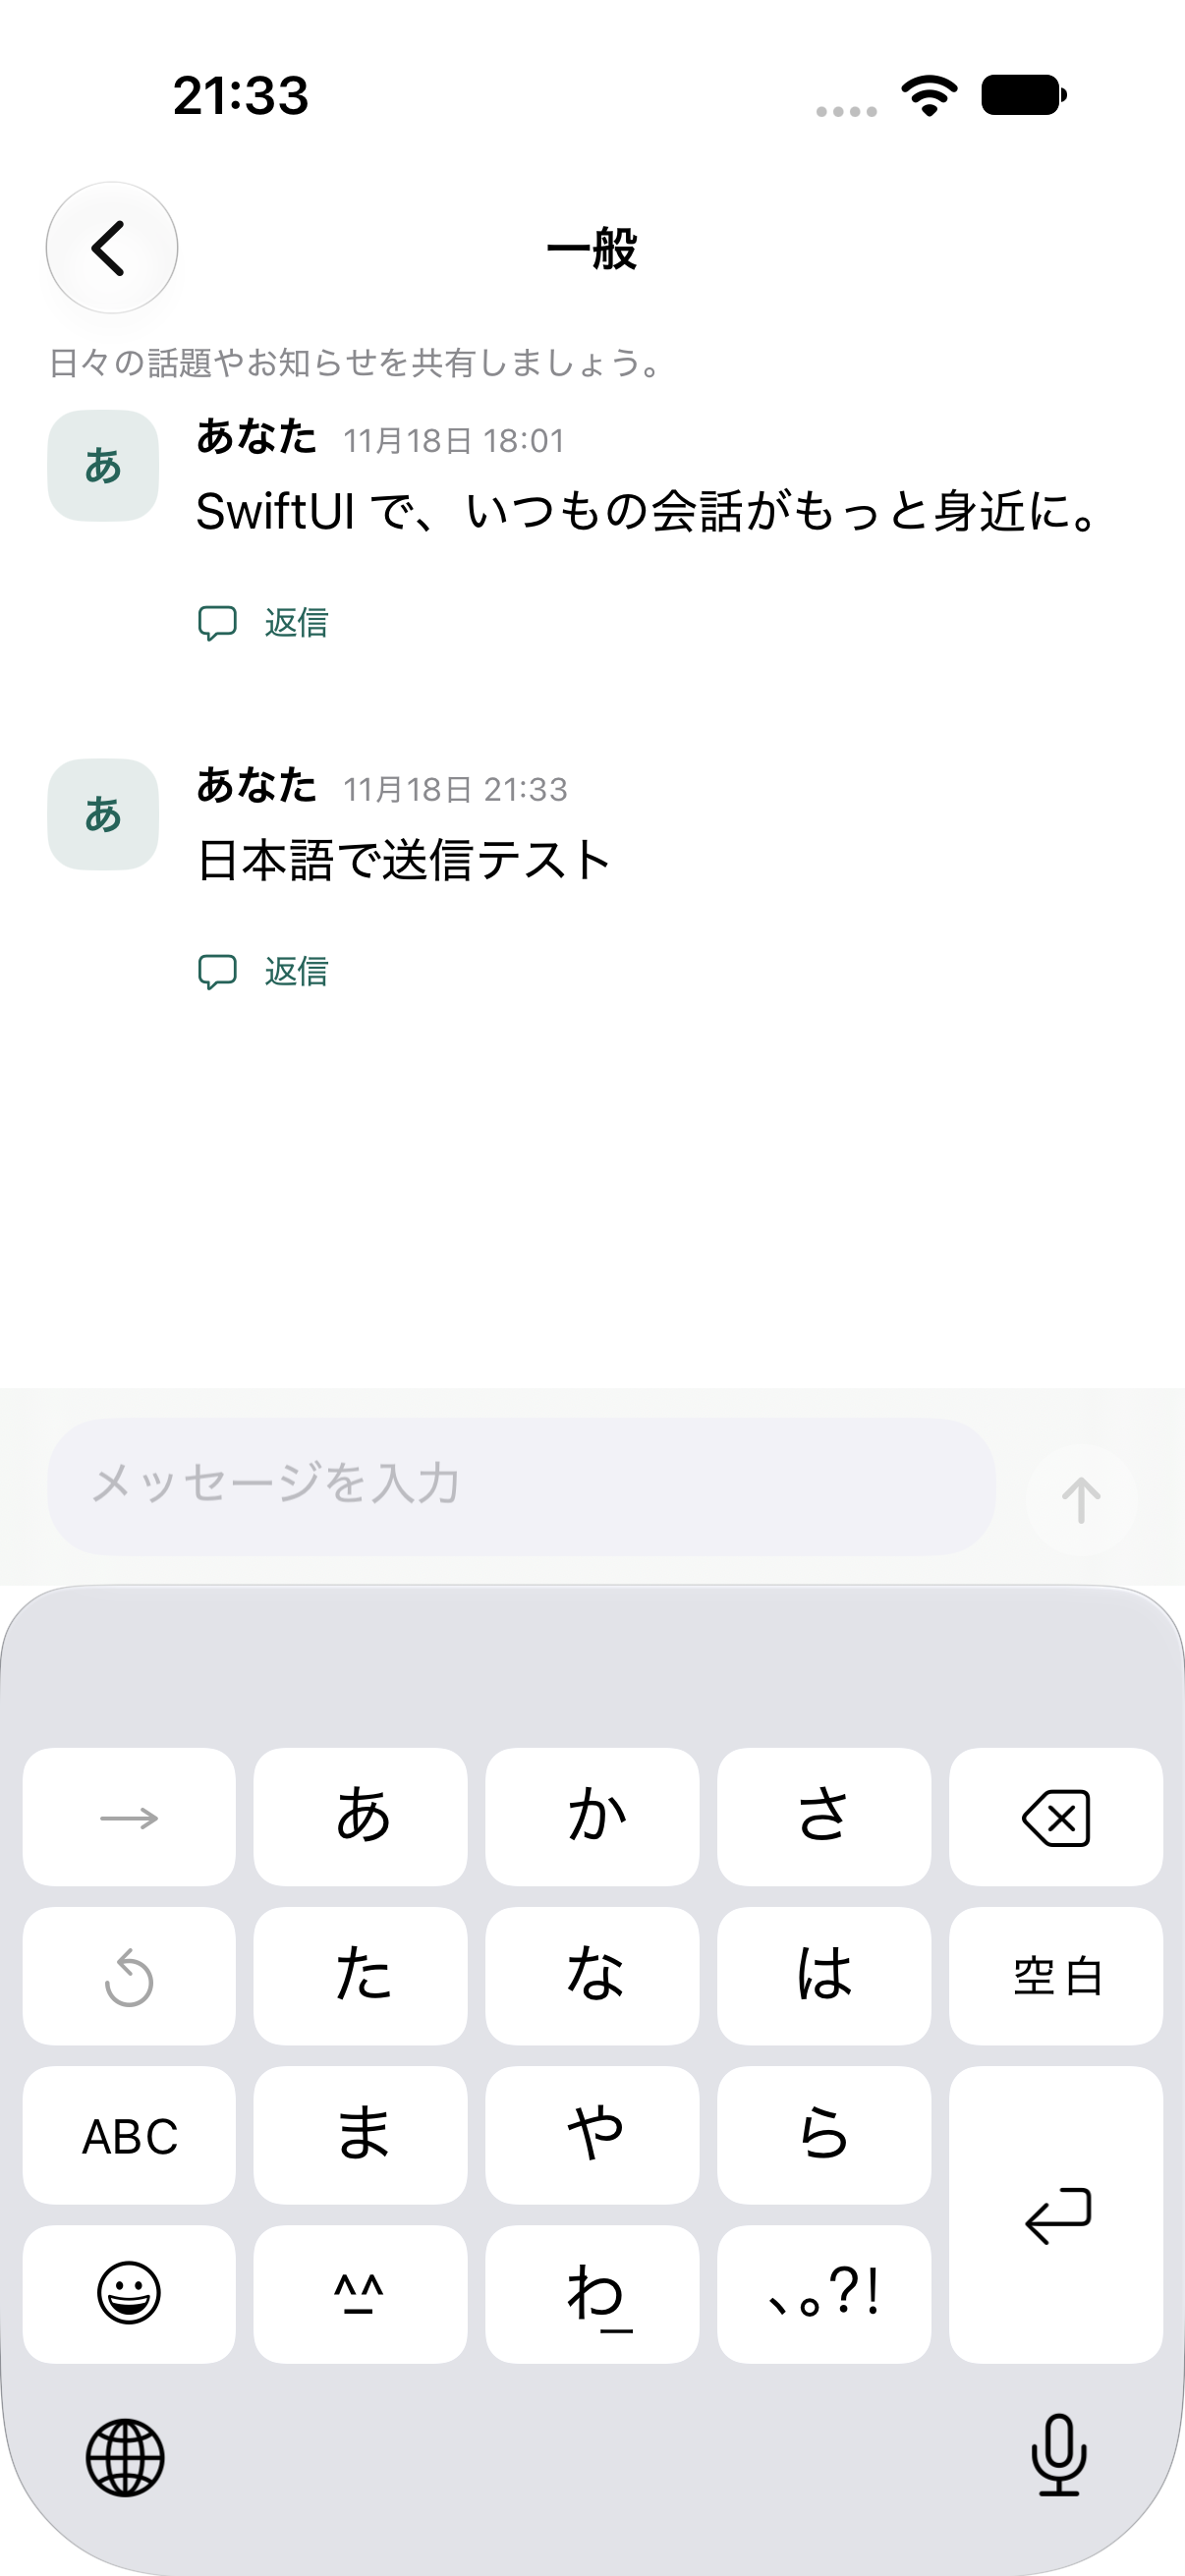 21:33
一般
日々の話題やお知らせを共有しましょう。
あ
あなた 11月18日 18:01
SwiftUI で、いつもの会話がもっと身近に。
返信
あ
あなた 11月18日 21:33
日本語で送信テスト
返信
メッセージを入力
→ あ か さ
た な は 空白
ABC ま や ら
^_^ わ_ 、。?!